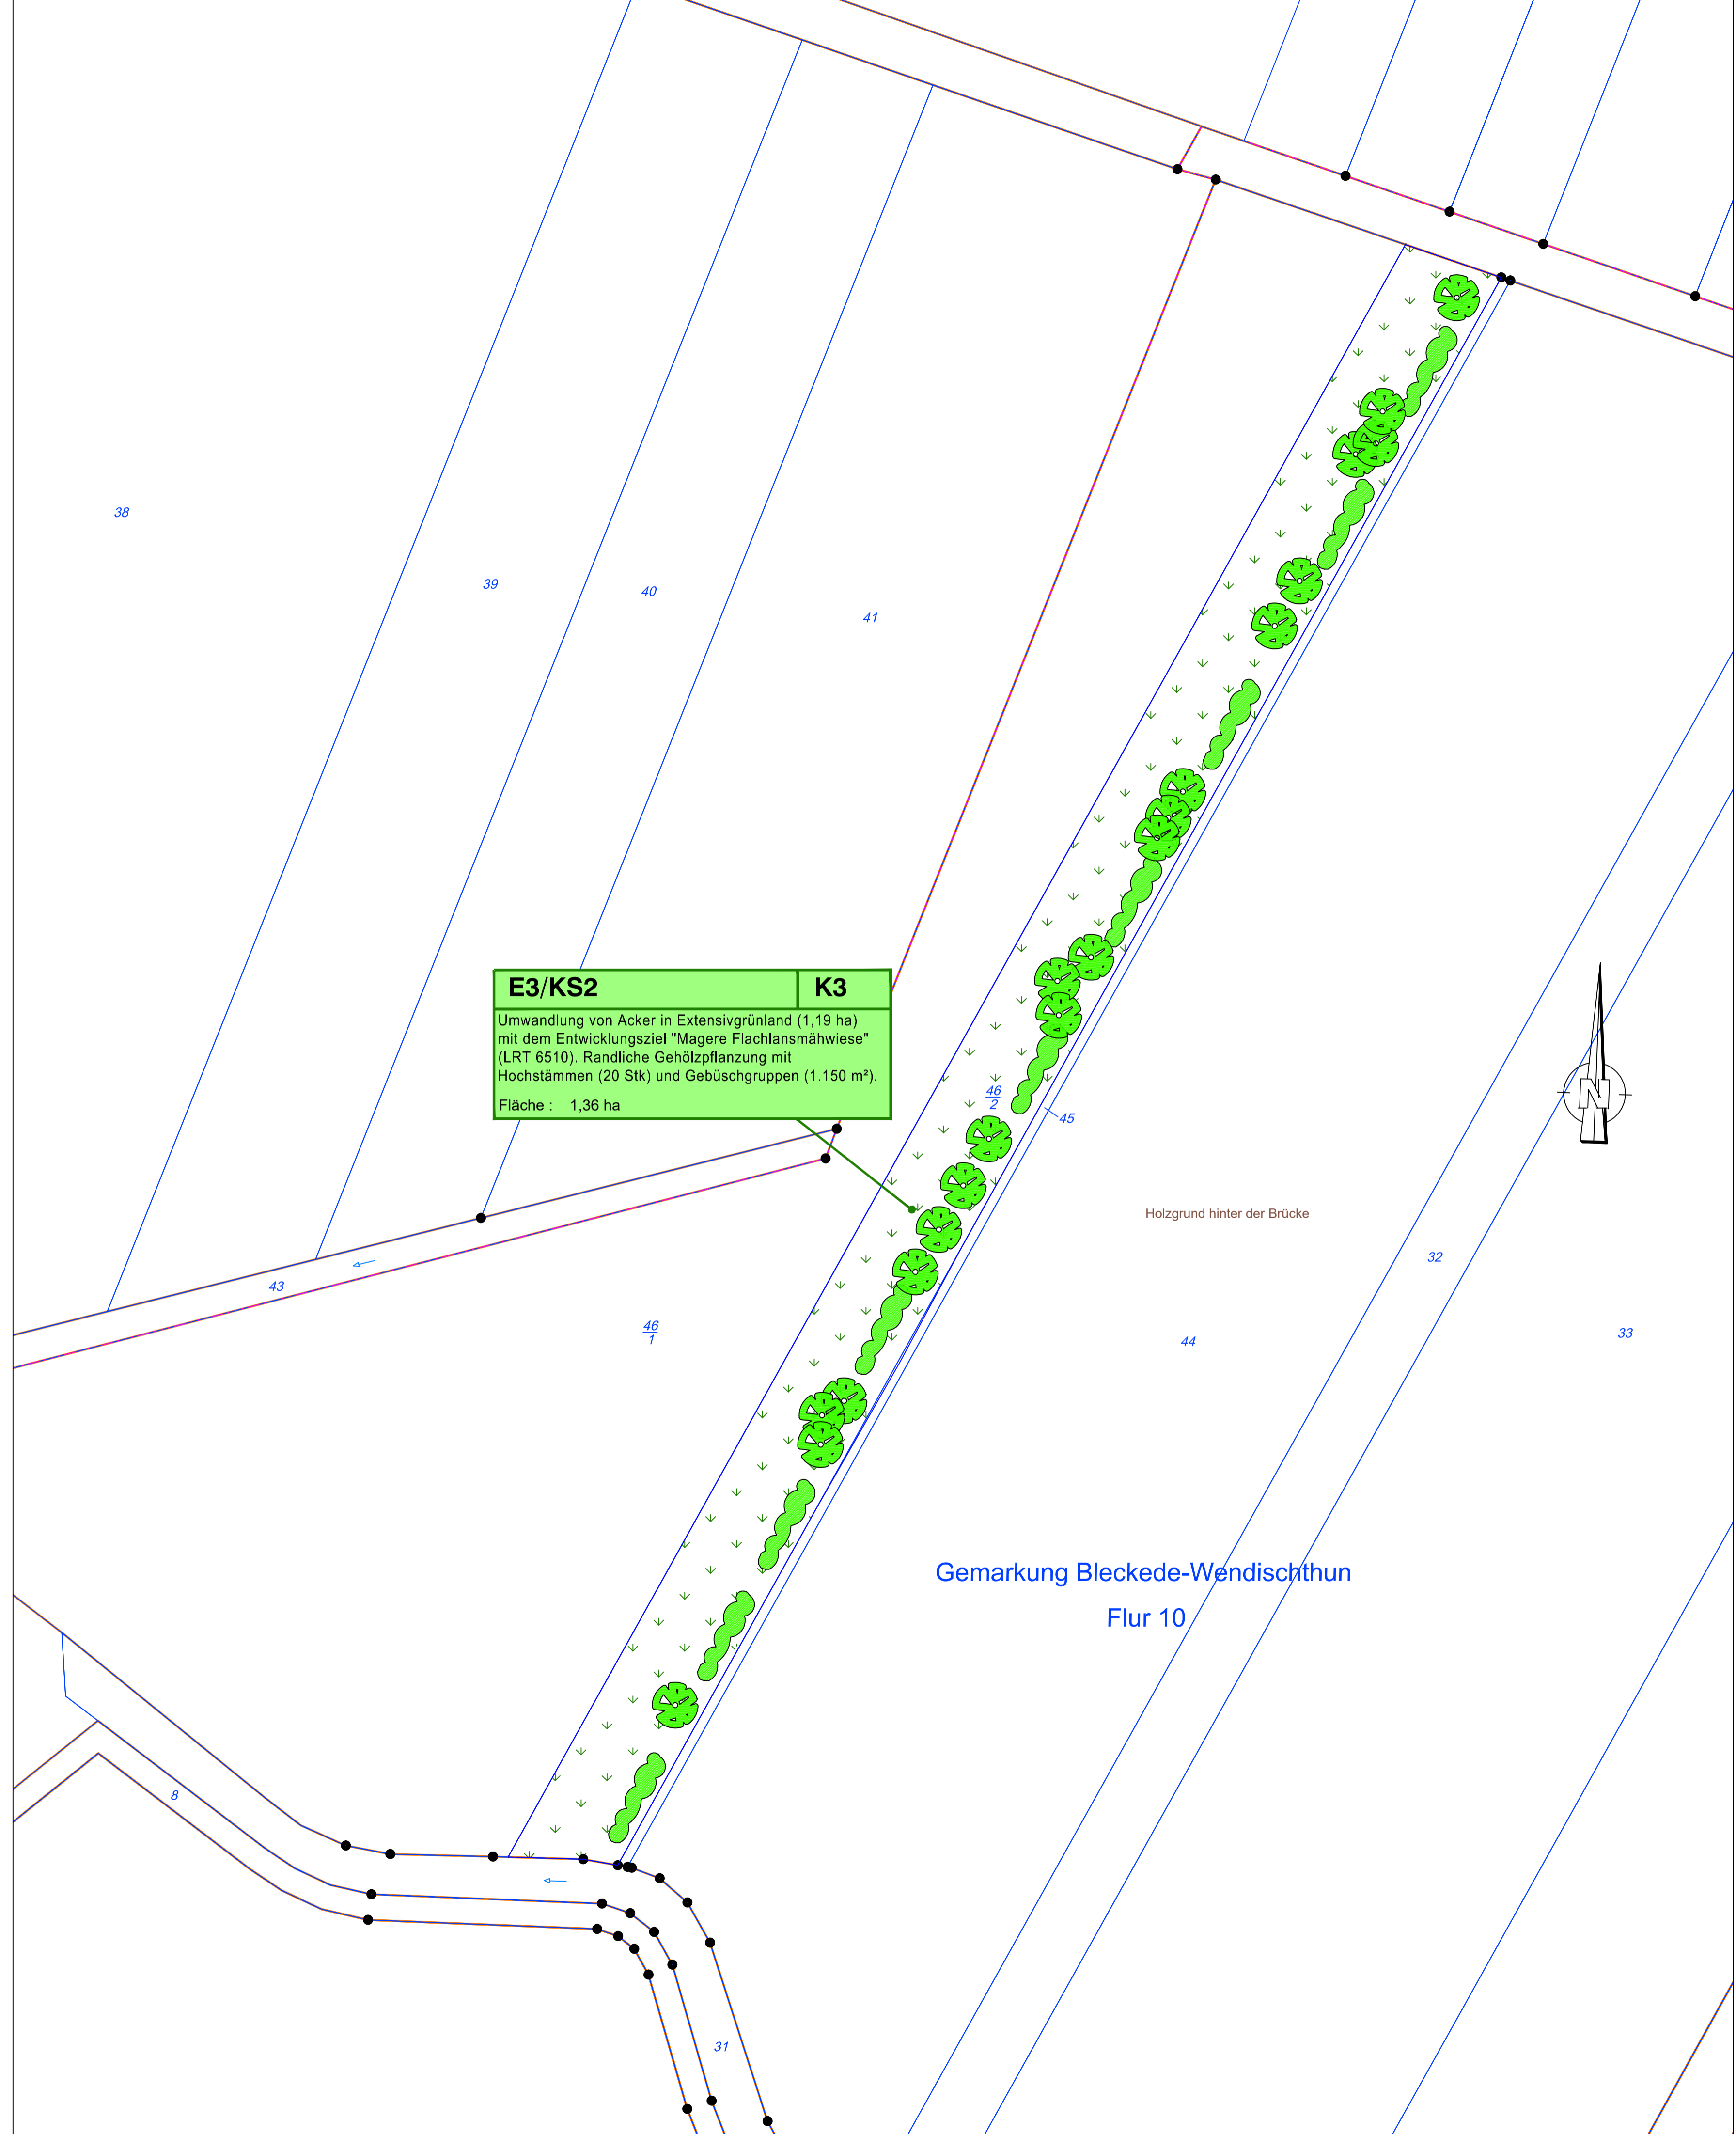 38
39
40
41
E3/KS2 K3
Umwandlung von Acker in Extensivgrünland (1,19 ha)
mit dem Entwicklungsziel "Magere Flachlansmähwiese"
(LRT 6510). Randliche Gehölzpflanzung mit
Hochstämmen (20 Stk) und Gebüschgruppen (1.150 m²).
Fläche : 1,36 ha
46
2
45
N
Holzgrund hinter der Brücke
32
43
46
1
44
33
Gemarkung Bleckede-Wendischthun
Flur 10
8
31